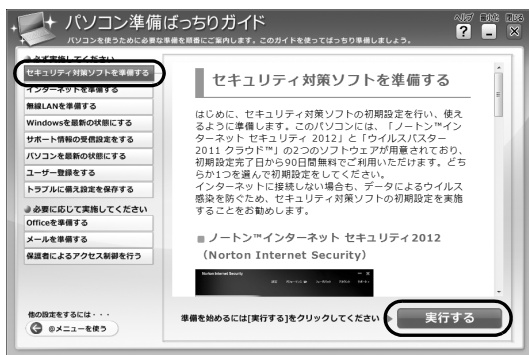 パソコン準備ばっちりガイド
パソコンを使うために必要な準備を順番にご案内します。このガイドを使ってばっちり準備しましょう。
ヘルプ 最小化 閉じる
必ず実施してください
セキュリティ対策ソフトを準備する
インターネットを準備する
無線LANを準備する
Windowsを最新の状態にする
サポート情報の受信設定をする
パソコンを最新の状態にする
ユーザー登録をする
トラブルに備え設定を保存する
必要に応じて実施してください
Officeを準備する
メールを準備する
保護者によるアクセス制御を行う
他の設定をするには・・・
@メニューを使う
セキュリティ対策ソフトを準備する
はじめに、セキュリティ対策ソフトの初期設定を行い、使え
るように準備します。このパソコンには、「ノートン™イン
ターネット セキュリティ 2012」と「ウイルスバスター
2011 クラウド™」の2つのソフトウェアが用意されており、
初期設定完了日から90日間無料でご利用いただけます。どち
らか1つを選んで初期設定をしてください。
インターネットに接続しない場合も、データによるウイルス
感染を防ぐため、セキュリティ対策ソフトの初期設定を実施
することをお勧めします。
ノートン™インターネット セキュリティ2012
（Norton Internet Security）
Norton Internet Security
準備を始めるには[実行する]をクリックしてください
実行する